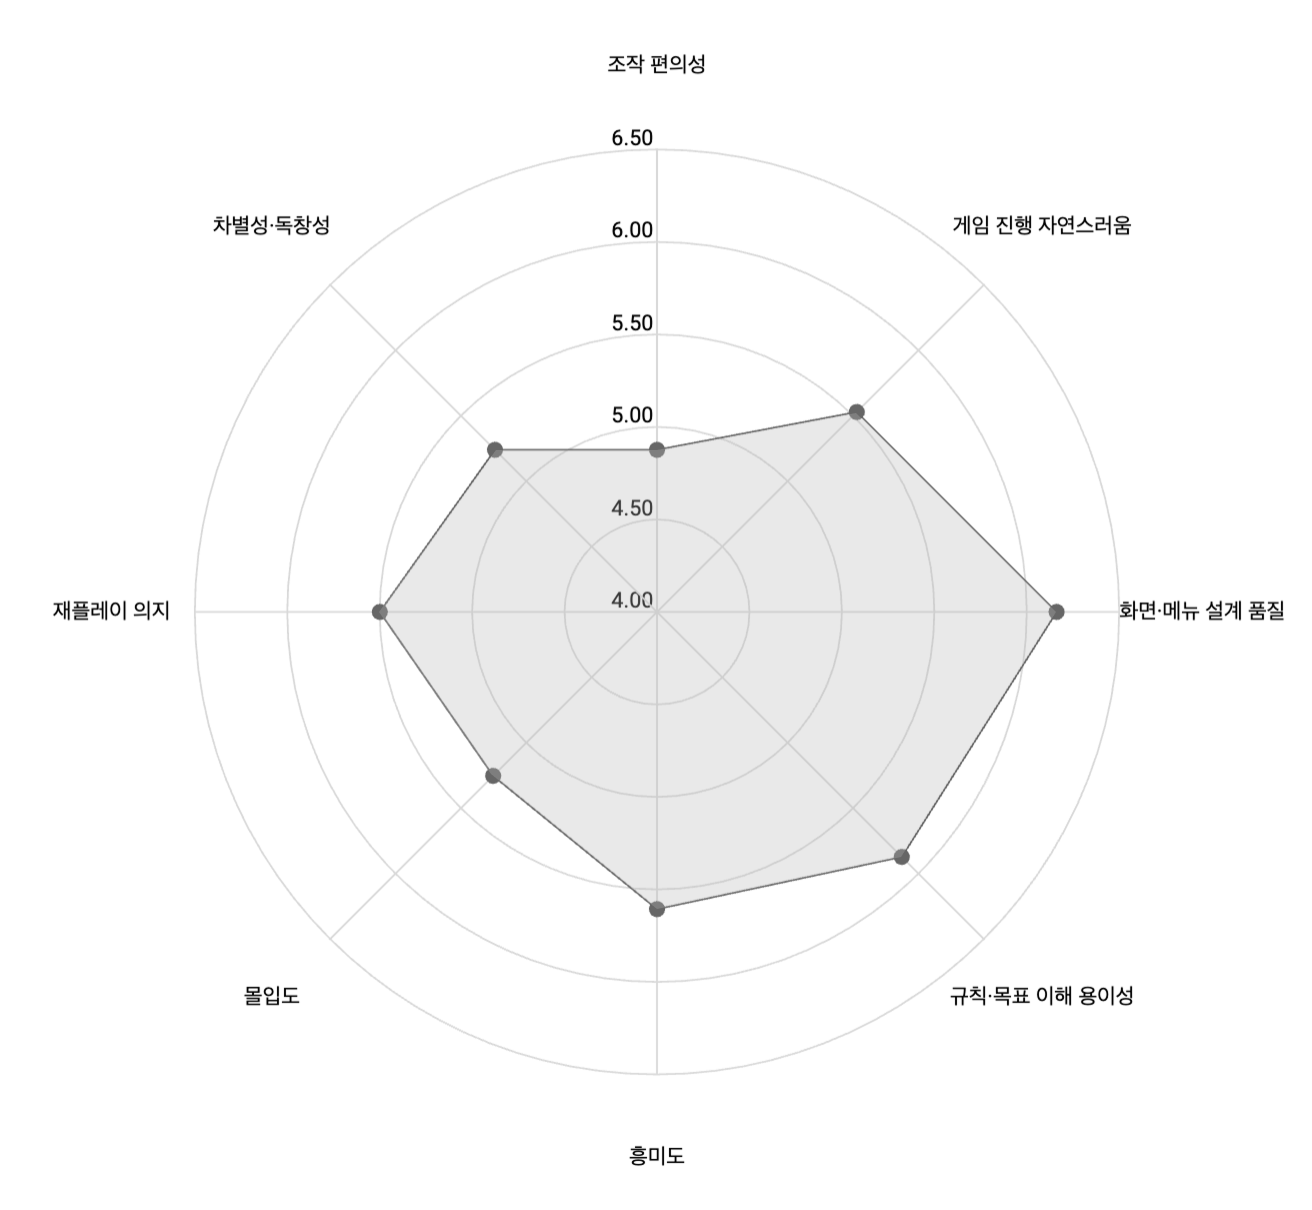 조작 편의성
6.50
차별성·독창성
게임 진행 자연스러움
6.00
5.50
5.00
4.50
4.00
재플레이 의지
화면·메뉴 설계 품질
몰입도
규칙·목표 이해 용이성
흥미도